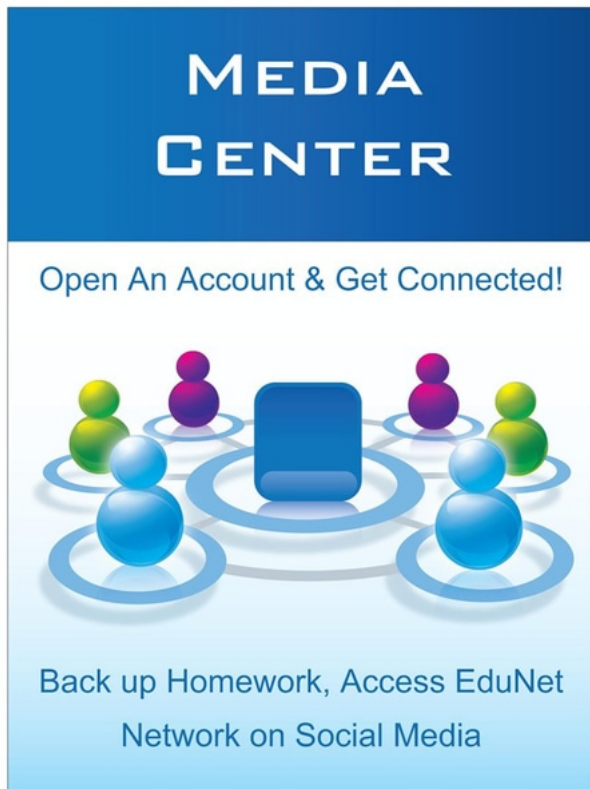 MEDIA
CENTER
Open An Account & Get Connected!
Back up Homework, Access EduNet
Network on Social Media